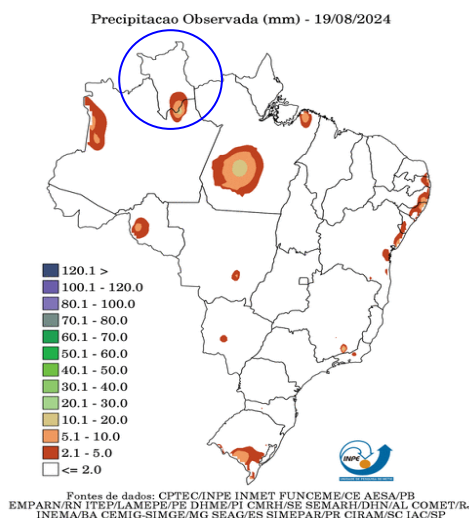 Precipitacao Observada (mm) - 19/08/2024
120.1 >
100.1 - 120.0
80.1 - 100.0
70.1 - 80.0
60.1 - 70.0
50.1 - 60.0
40.1 - 50.0
30.1 - 40.0
20.1 - 30.0
10.1 - 20.0
5.1 - 10.0
2.1 - 5.0
<= 2.0
INPE
Fontes de dados: CPTEC/INPE INMET FUNCEME/CE AESA/PB
EMPARN/RN ITEP/LAMEPE/PE DHME/PI CMRH/SE SEMARH/DHN/AL COMET/R
INEMA/BA CEMIG-SIMGE/MG SEAG/ES SIMEPAR/PR CIRAM/SC IAC/SP